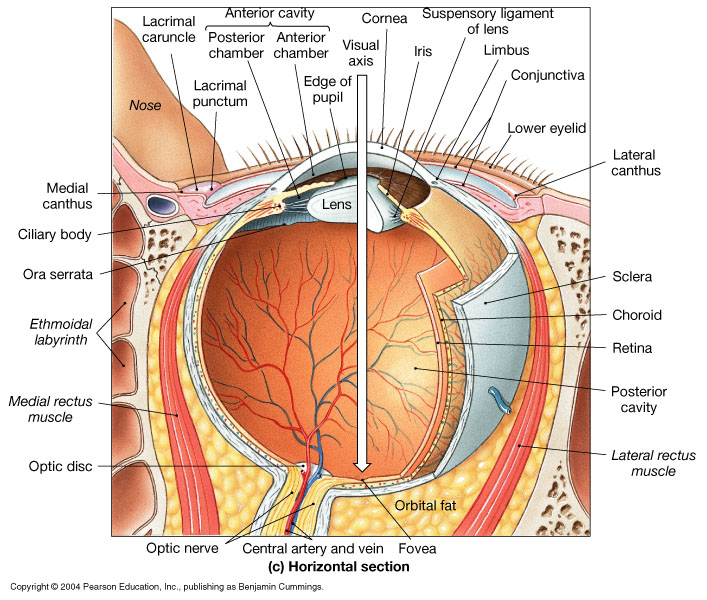 Anterior cavity
Lacrimal
caruncle
Posterior
chamber
Anterior
chamber
Visual
axis
Cornea
Suspensory ligament
of lens
Iris
Limbus
Conjunctiva
Edge of
pupil
Lacrimal
punctum
Nose
Lower eyelid
Lateral
canthus
Medial
canthus
Lens
Ciliary body
Ora serrata
Sclera
Choroid
Ethmoidal
labyrinth
Retina
Posterior
cavity
Medial rectus
muscle
Lateral rectus
muscle
Optic disc
Orbital fat
Optic nerve
Central artery and vein
Fovea
(c) Horizontal section
Copyright © 2004 Pearson Education, Inc., publishing as Benjamin Cummings.